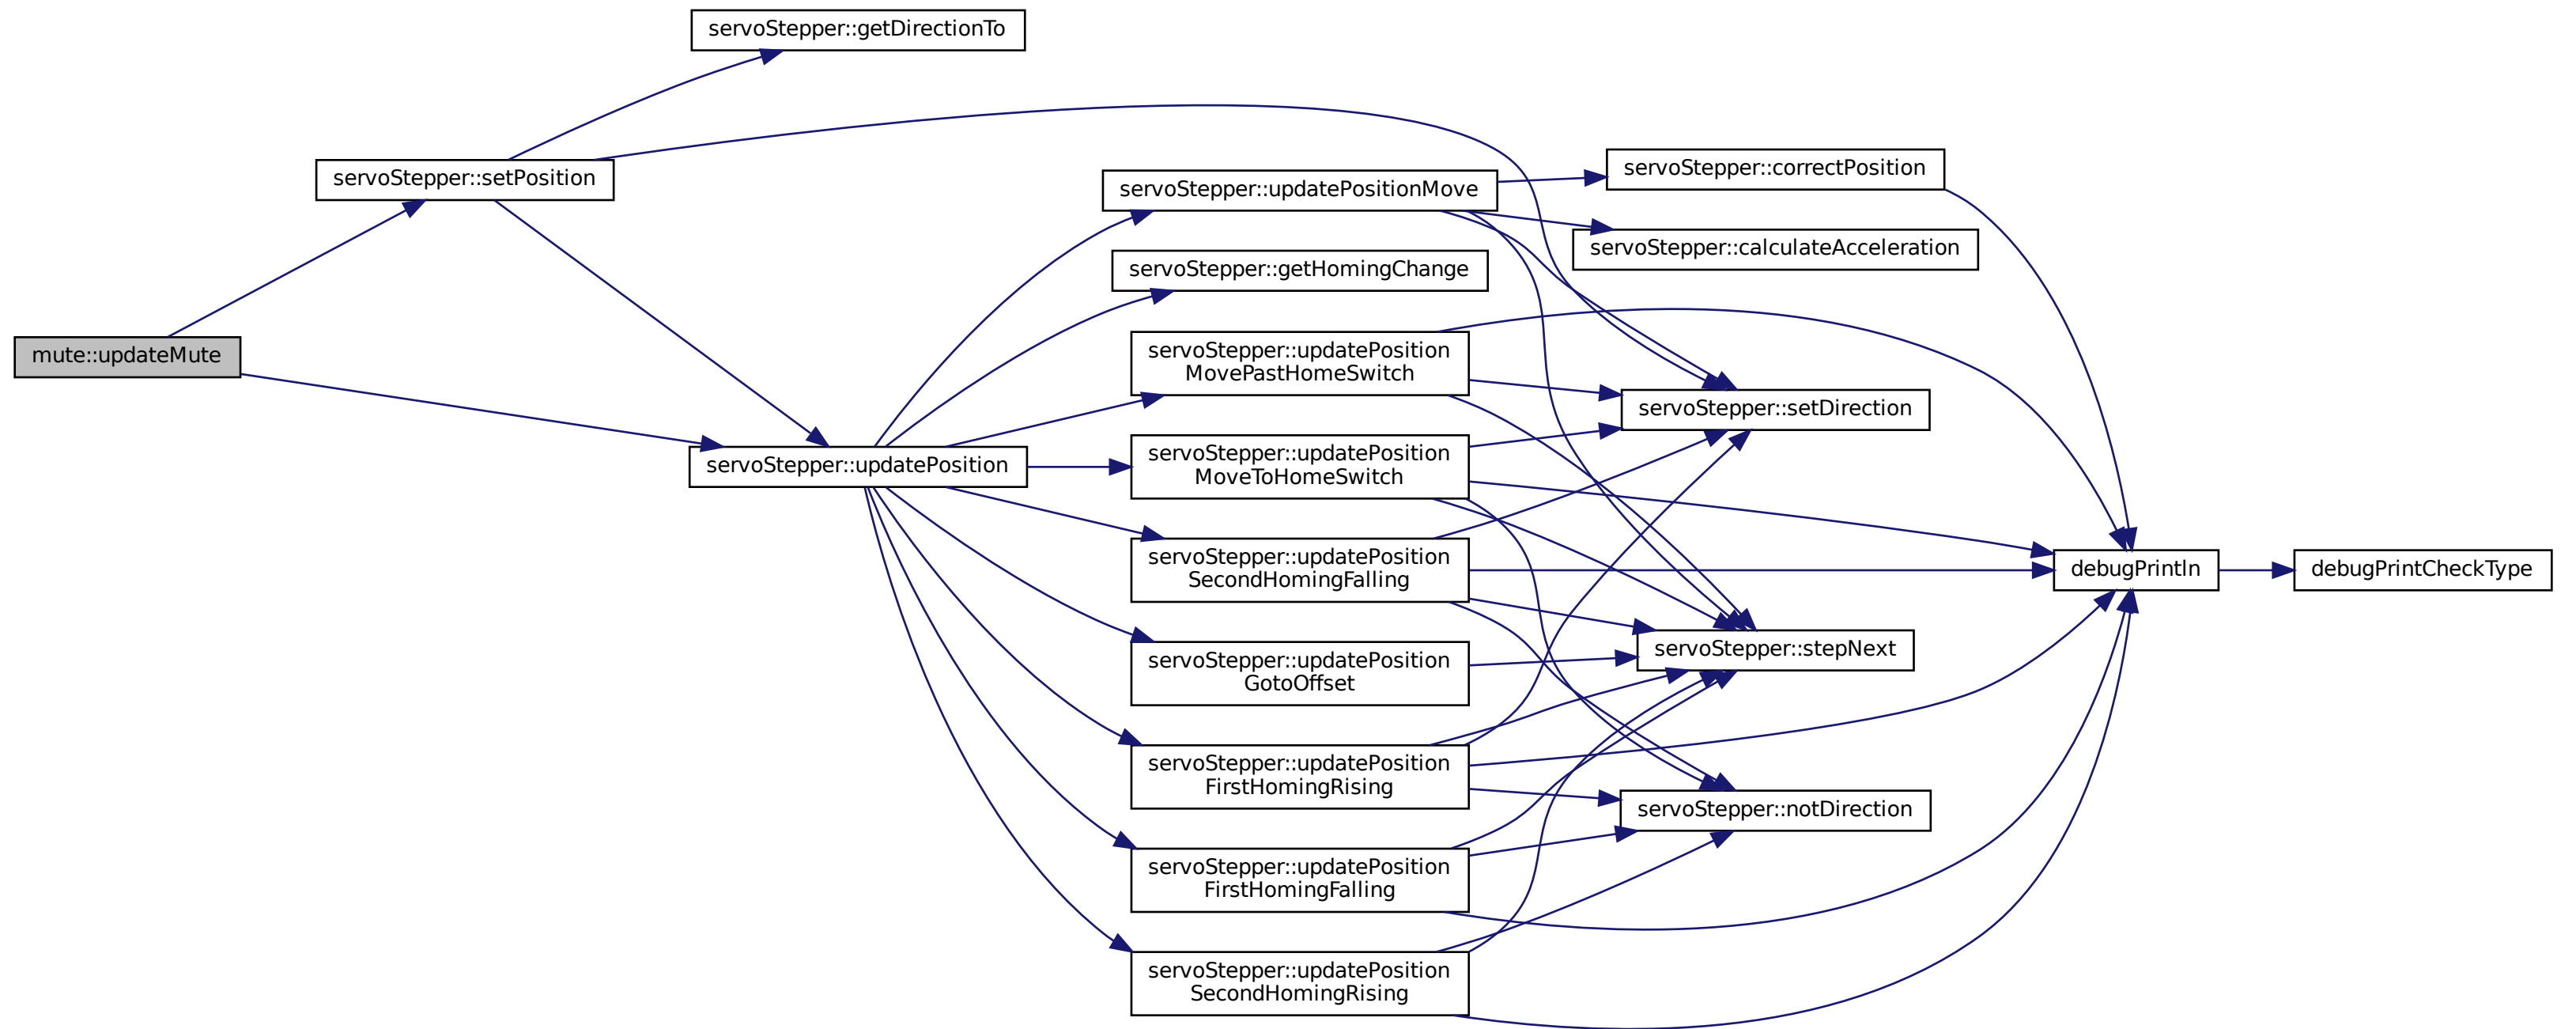 servoStepper::getDirectionTo
servoStepper::setPosition
mute::updateMute
servoStepper::updatePosition
servoStepper::updatePositionMove
servoStepper::getHomingChange
servoStepper::updatePosition
MovePastHomeSwitch
servoStepper::updatePosition
MoveToHomeSwitch
servoStepper::updatePosition
SecondHomingFalling
servoStepper::updatePosition
GotoOffset
servoStepper::updatePosition
FirstHomingRising
servoStepper::updatePosition
FirstHomingFalling
servoStepper::updatePosition
SecondHomingRising
servoStepper::correctPosition
servoStepper::calculateAcceleration
servoStepper::setDirection
servoStepper::stepNext
servoStepper::notDirection
debugPrintln
debugPrintCheckType